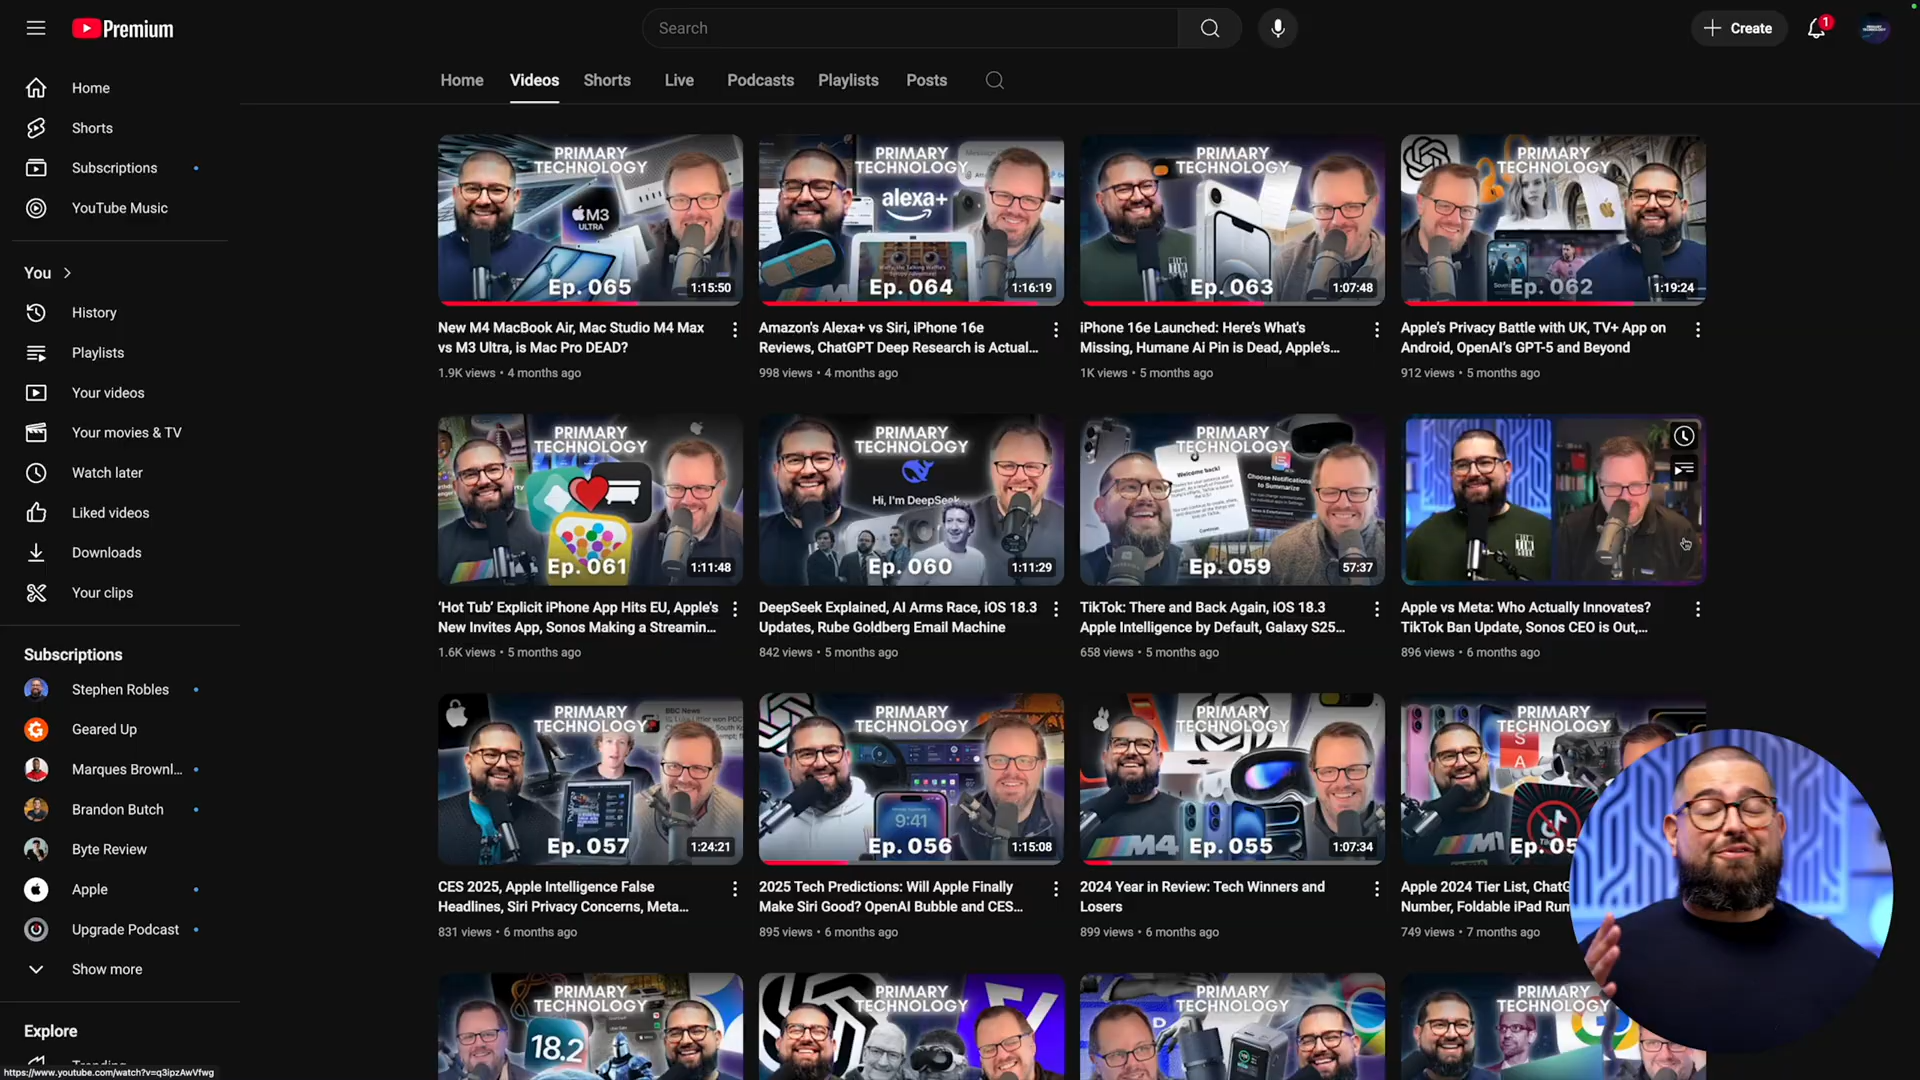 Premium
Search
Create
1
Home
Videos
Shorts
Live
Podcasts
Playlists
Posts
Home
Shorts
Subscriptions
YouTube Music
You
History
Playlists
Your videos
Your movies & TV
Watch later
Liked videos
Downloads
Your clips
Subscriptions
Stephen Robles
Geared Up
Marques Brownl...
Brandon Butch
Byte Review
Apple
Upgrade Podcast
Show more
Explore
https://www.youtube.com/watch?v=q3ipzAwVfwg
PRIMARY
TECHNOLOGY
M3
ULTRA
Ep. 065
1:15:50
New M4 MacBook Air, Mac Studio M4 Max
vs M3 Ultra, is Mac Pro DEAD?
1.9K views • 4 months ago
PRIMARY
TECHNOLOGY
alexa+
Ep. 064
1:16:19
Amazon's Alexa+ vs Siri, iPhone 16e
Reviews, ChatGPT Deep Research is Actual...
998 views • 4 months ago
PRIMARY
TECHNOLOGY
Ep. 063
1:07:48
iPhone 16e Launched: Here's What's
Missing, Humane Ai Pin is Dead, Apple's...
1K views • 5 months ago
PRIMARY
TECHNOLOGY
Ep. 062
1:19:24
Apple's Privacy Battle with UK, TV+ App on
Android, OpenAI's GPT-5 and Beyond
912 views • 5 months ago
PRIMARY
TECHNOLOGY
Ep. 061
1:11:48
‘Hot Tub’ Explicit iPhone App Hits EU, Apple's
New Invites App, Sonos Making a Streamin...
1.6K views • 5 months ago
PRIMARY
TECHNOLOGY
Hi, I'm DeepSeek.
Ep. 060
1:11:29
DeepSeek Explained, AI Arms Race, iOS 18.3
Updates, Rube Goldberg Email Machine
842 views • 5 months ago
PRIMARY
TECHNOLOGY
Welcome back!
Continue
Choose Notifications
to Summarize
Ep. 059
57:37
TikTok: There and Back Again, iOS 18.3
Apple Intelligence by Default, Galaxy S25...
658 views • 5 months ago
Apple vs Meta: Who Actually Innovates?
TikTok Ban Update, Sonos CEO is Out,...
896 views • 6 months ago
PRIMARY
TECHNOLOGY
BBC News
Ep. 057
1:24:21
CES 2025, Apple Intelligence False
Headlines, Siri Privacy Concerns, Meta...
831 views • 6 months ago
PRIMARY
TECHNOLOGY
9:41
Ep. 056
1:15:08
2025 Tech Predictions: Will Apple Finally
Make Siri Good? OpenAI Bubble and CES...
895 views • 6 months ago
PRIMARY
TECHNOLOGY
M4
Ep. 055
1:07:34
2024 Year in Review: Tech Winners and
Losers
899 views • 6 months ago
PRIMARY
TECHNOLOGY
S
A
Ep. 05
Apple 2024 Tier List, ChatG
Number, Foldable iPad Rum
749 views • 7 months ago
PRIMARY
TECHNOLOGY
18.2
PRIMARY
TECHNOLOGY
PRIMARY
TECHNOLOGY
PRIMARY
TECHNOLOGY